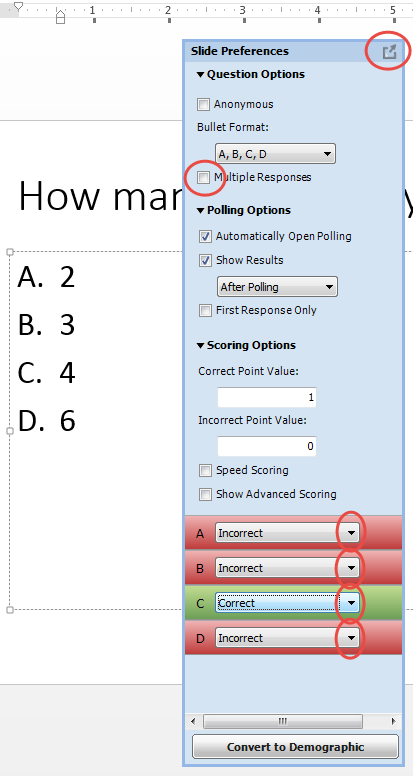 1 2 3 4 5
Slide Preferences
Question Options
Anonymous
Bullet Format:
A, B, C, D
Multiple Responses
How
Polling Options
Automatically Open Polling
Show Results
After Polling
First Response Only
A. 2
B. 3
C. 4
D. 6
Scoring Options
Correct Point Value:
1
Incorrect Point Value:
0
Speed Scoring
Show Advanced Scoring
A Incorrect
B Incorrect
C Correct
D Incorrect
Convert to Demographic